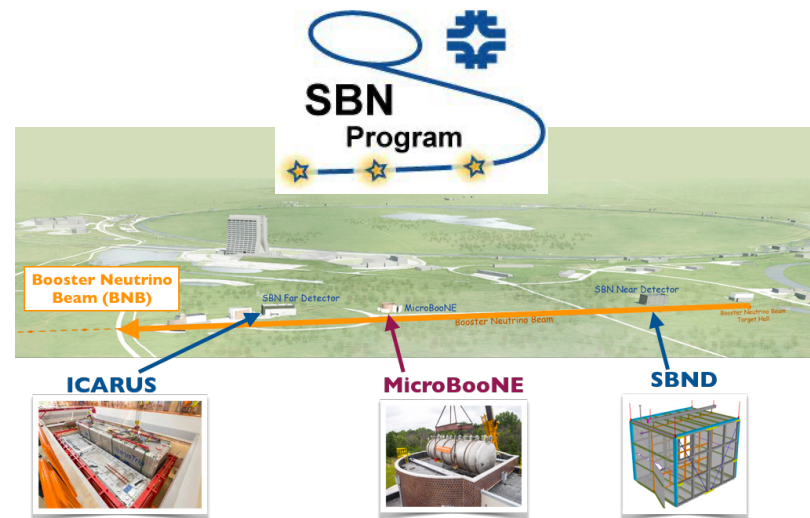 SBN
Program
Booster Neutrino
Beam (BNB)
SBN Far Detector
MicroBooNE
SBN Near Detector
Booster Neutrino Beam
Booster Neutrino Beam
Target Hall
ICARUS
MicroBooNE
SBND